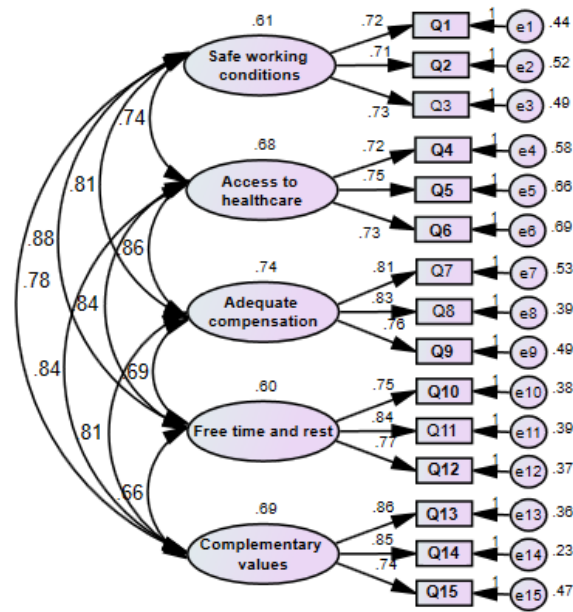 .61
Safe working
conditions
.72
Q1
1
e1
.44
.71
Q2
1
e2
.52
.73
Q3
1
e3
.49
.74
.68
Access to
healthcare
.72
Q4
1
e4
.58
.75
Q5
1
e5
.66
.73
Q6
1
e6
.69
.81
.88
.86
.78
.74
Adequate
compensation
.81
Q7
1
e7
.53
.83
Q8
1
e8
.39
.76
Q9
1
e9
.49
.84
.84
.69
.60
Free time and rest
.75
Q10
1
e10
.38
.84
Q11
1
e11
.39
.77
Q12
1
e12
.37
.81
.66
.69
Complementary
values
.86
Q13
1
e13
.36
.85
Q14
1
e14
.23
.74
Q15
1
e15
.47